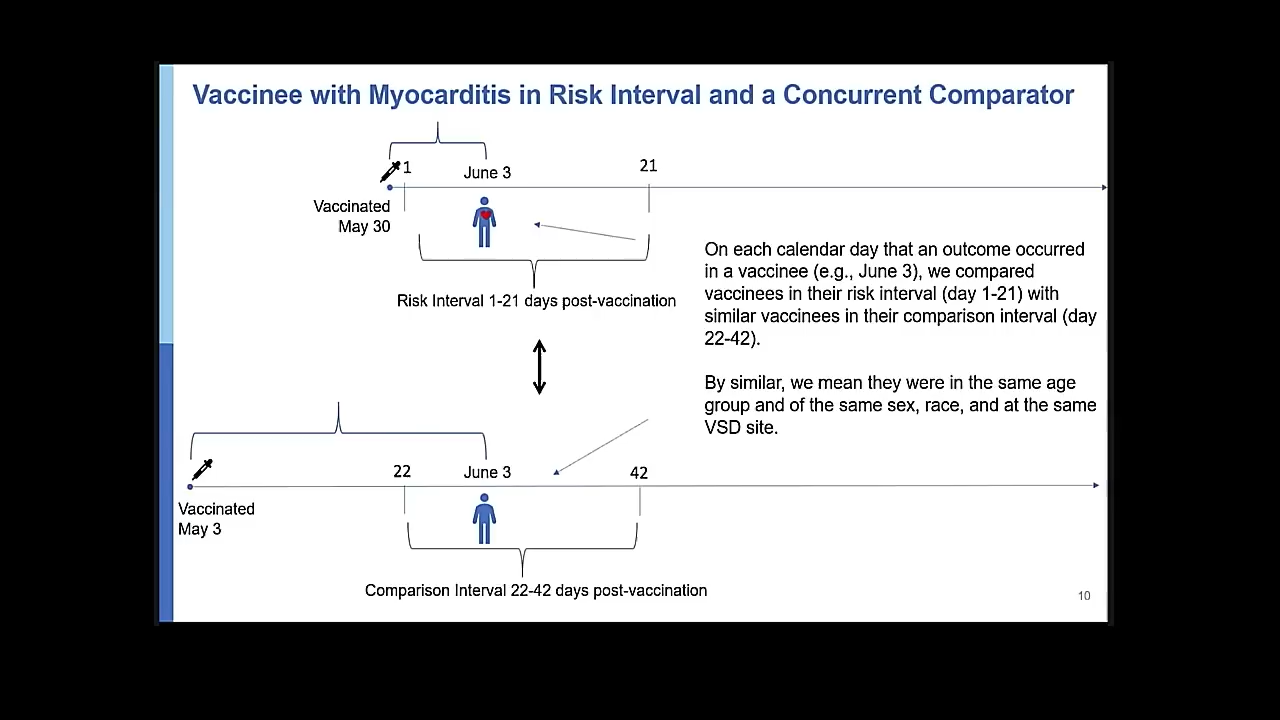 Vaccinee with Myocarditis in Risk Interval and a Concurrent Comparator
1
June 3
21
Vaccinated
May 30
Risk Interval 1-21 days post-vaccination
On each calendar day that an outcome occurred
in a vaccinee (e.g., June 3), we compared
vaccinees in their risk interval (day 1-21) with
similar vaccinees in their comparison interval (day
22-42).
By similar, we mean they were in the same age
group and of the same sex, race, and at the same
VSD site.
22
June 3
42
Vaccinated
May 3
Comparison Interval 22-42 days post-vaccination
10